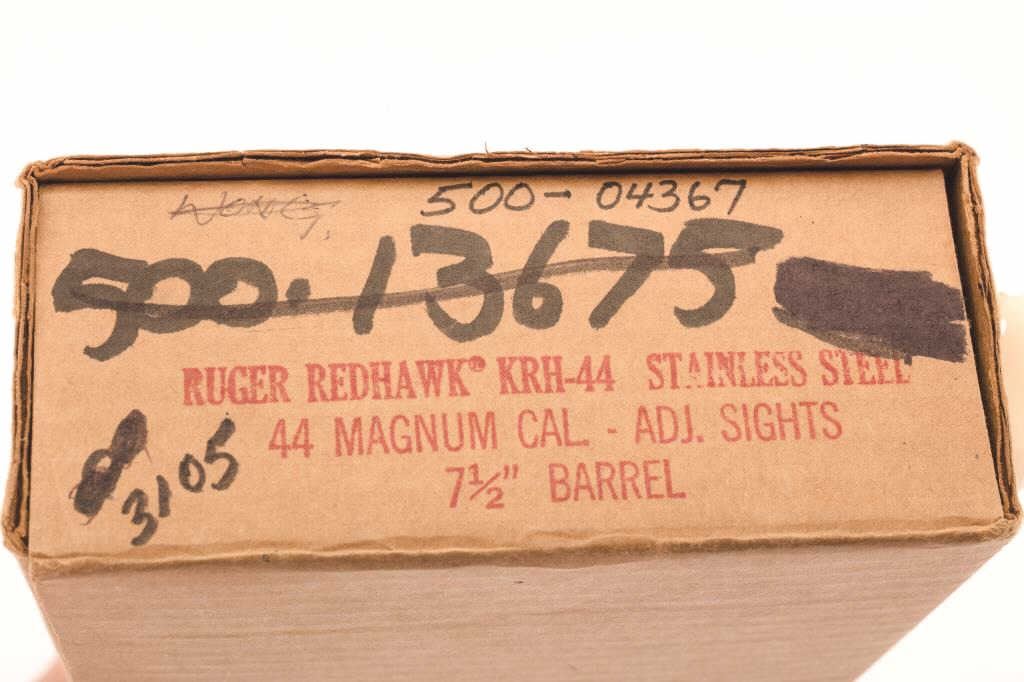 WONG,
500-04367
500-13675
RUGER REDHAWK® KRH-44 STAINLESS STEEL
44 MAGNUM CAL. - ADJ. SIGHTS
7½" BARREL
3105